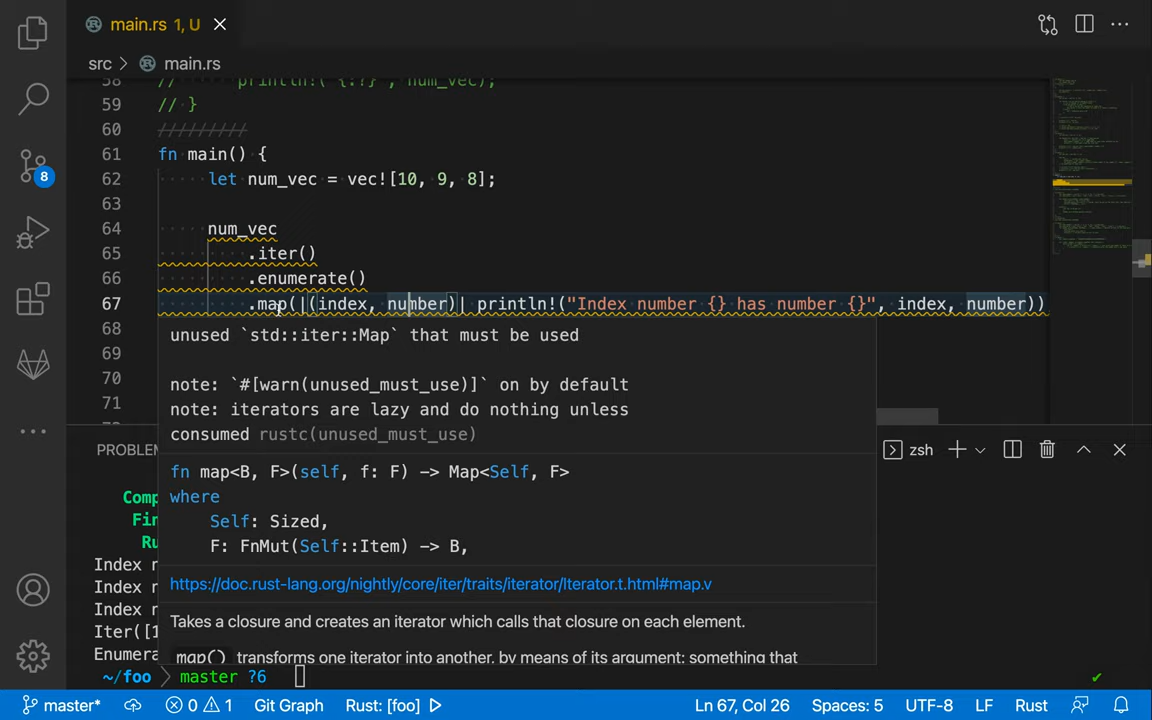 main.rs 1, U
src > main.rs
58 // println!("{:?}", num_vec);
59 // }
60 /////////
61 fn main() {
62 let num_vec = vec![10, 9, 8];
63
64 num_vec
65 .iter()
66 .enumerate()
67 .map(|(index, number)| println!("Index number {} has number {}", index, number))
68
69
70
71
unused `std::iter::Map` that must be used
note: `#[warn(unused_must_use)]` on by default
note: iterators are lazy and do nothing unless
consumed rustc(unused_must_use)
fn map<B, F>(self, f: F) -> Map<Self, F>
where
Self: Sized,
F: FnMut(Self::Item) -> B,
https://doc.rust-lang.org/nightly/core/iter/traits/iterator/Iterator.t.html#map.v
Takes a closure and creates an iterator which calls that closure on each element.
map() transforms one iterator into another, by means of its argument: something that
8
PROBLEM
zsh
Comp
Fin
Ru
Index n
Index n
Index n
Iter([1
Enumera
~/foo master ?6
master* 0 1 Git Graph Rust: [foo] Ln 67, Col 26 Spaces: 5 UTF-8 LF Rust